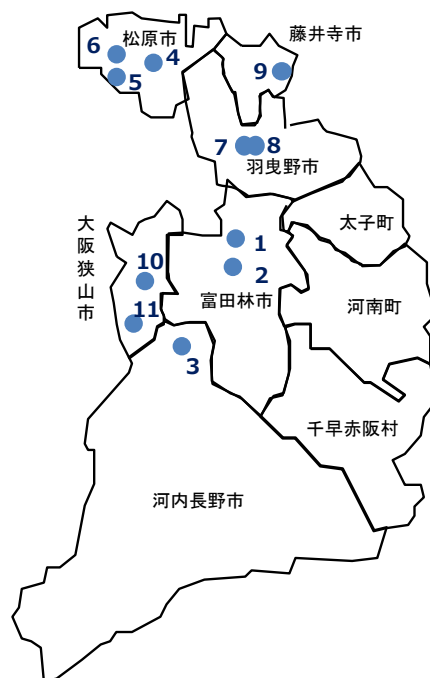 藤井寺市
松原市
6
4
5
9
7
8
羽曳野市
太子町
大阪狭山市
1
10
2
富田林市
河南町
11
3
千早赤阪村
河内長野市